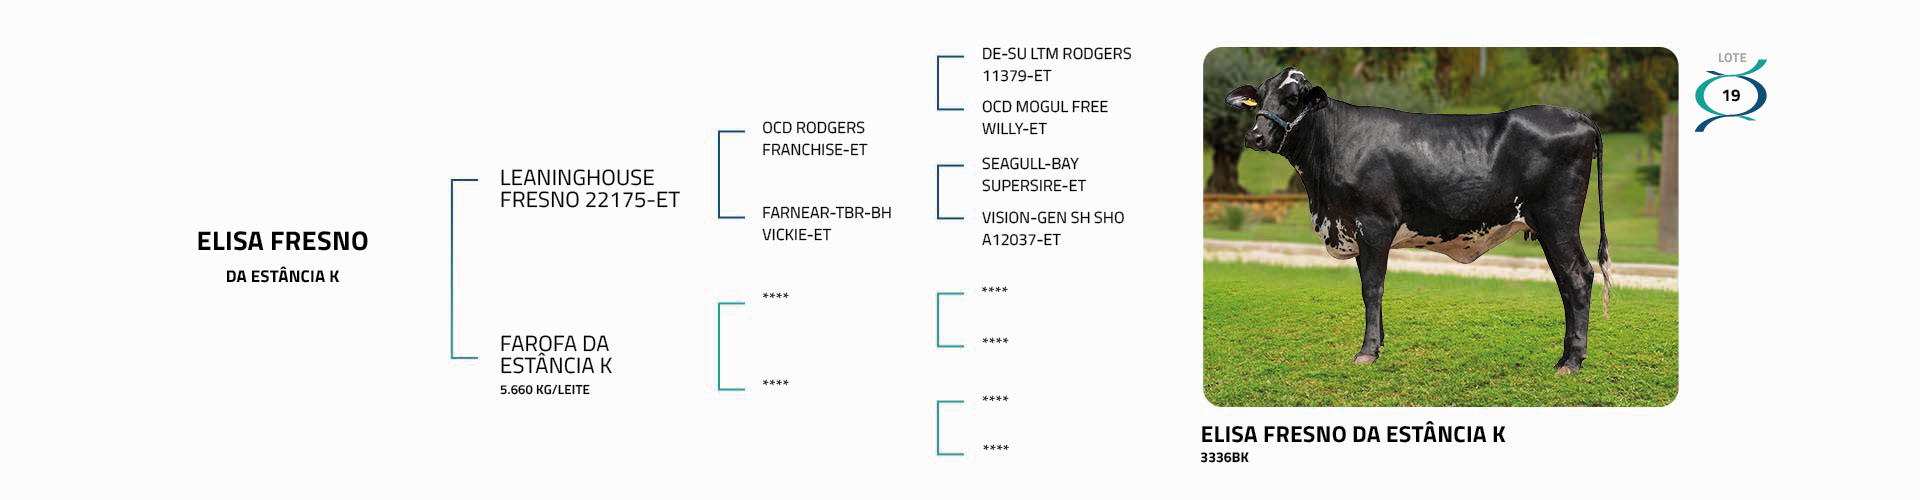 ELISA FRESNO
DA ESTÂNCIA K
LEANINGHOUSE
FRESNO 22175-ET
FAROFA DA
ESTÂNCIA K
5.660 KG/LEITE
OCD RODGERS
FRANCHISE-ET
FARNEAR-TBR-BH
VICKIE-ET
****
****
DE-SU LTM RODGERS
11379-ET
OCD MOGUL FREE
WILLY-ET
SEAGULL-BAY
SUPERSIRE-ET
VISION-GEN SH SHO
A12037-ET
****
****
****
****
LOTE
19
ELISA FRESNO DA ESTÂNCIA K
3336BK